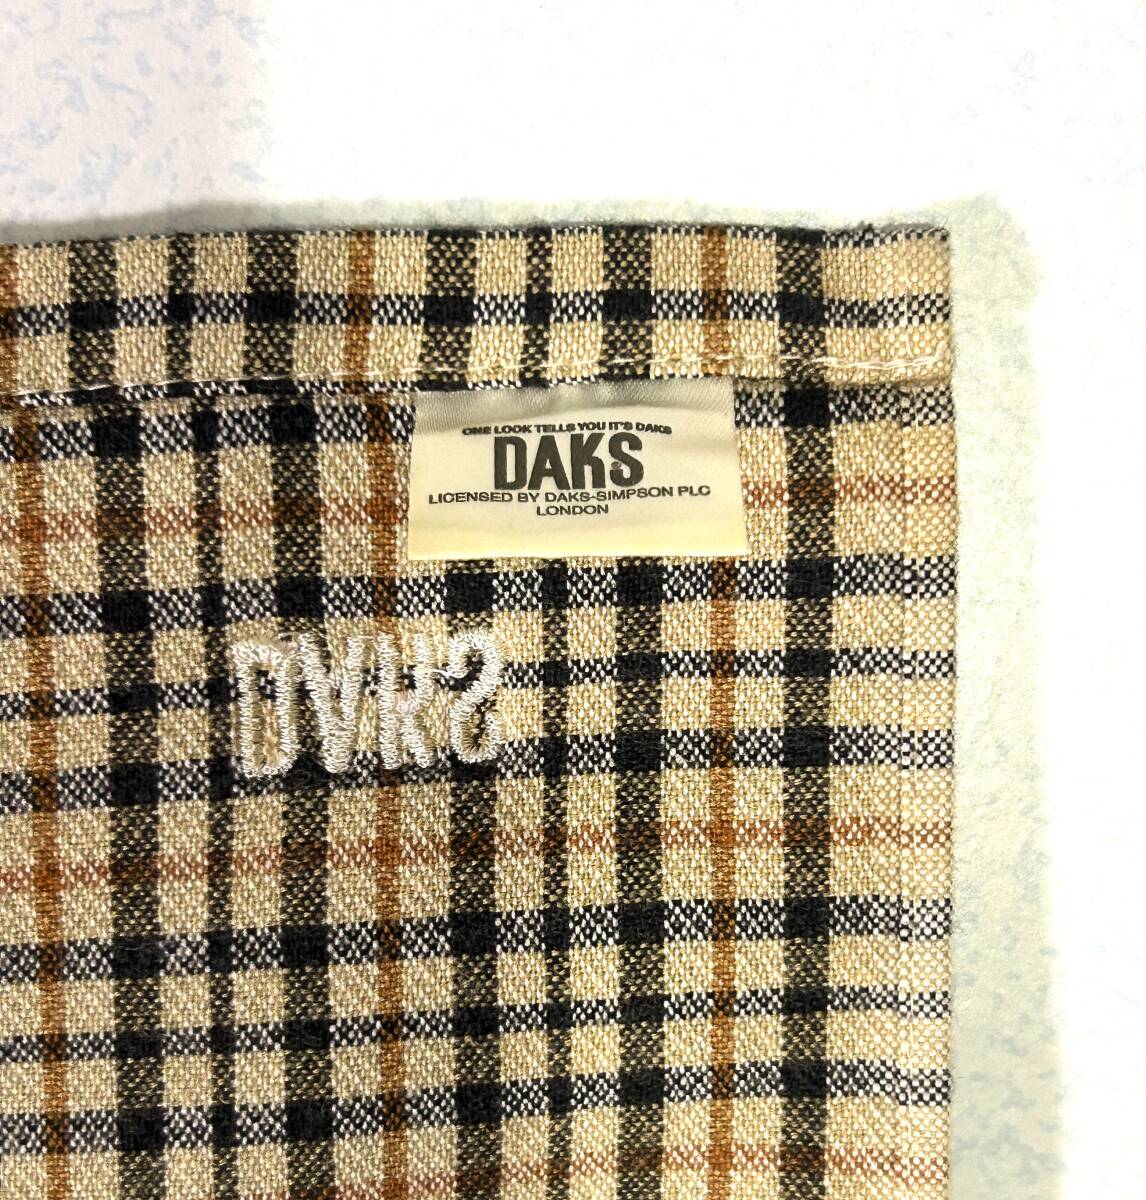 ONE LOOK TELLS YOU IT'S DAKS
DAKS
LICENSED BY DAKS-SIMPSON PLC
LONDON
DAKS